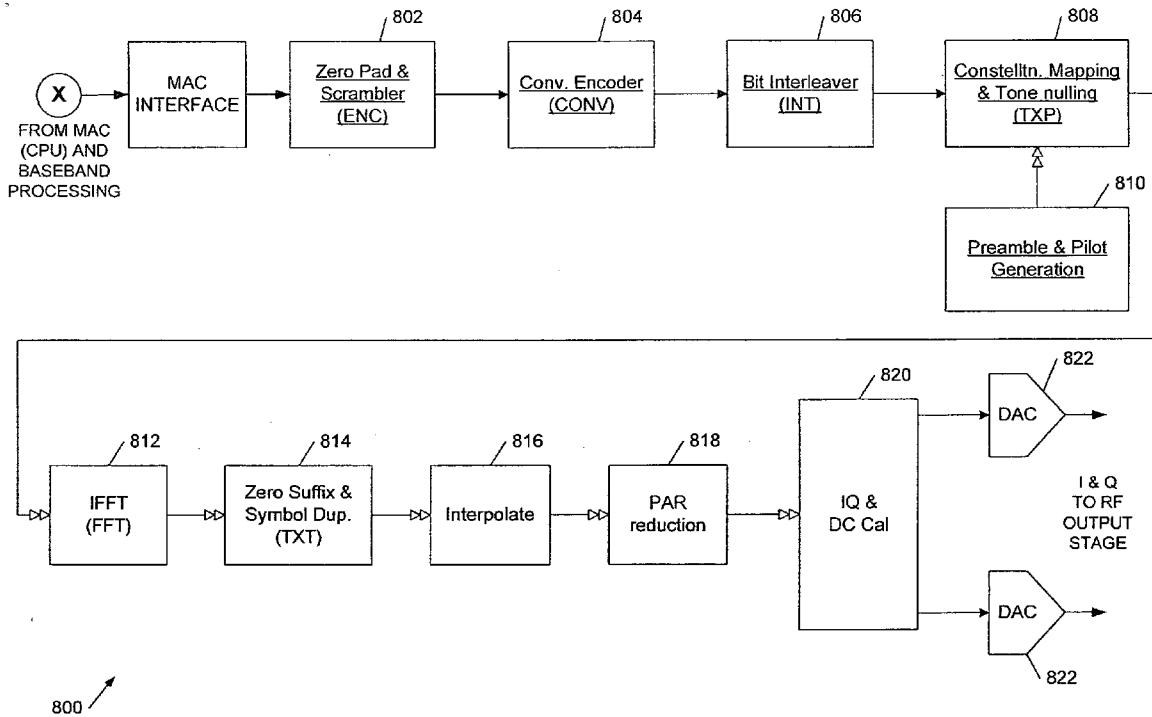 802
804
806
808
X
MAC
INTERFACE
Zero Pad &
Scrambler
(ENC)
Conv. Encoder
(CONV)
Bit Interleaver
(INT)
Constelltn. Mapping
& Tone nulling
(TXP)
FROM MAC
(CPU) AND
BASEBAND
PROCESSING
810
Preamble & Pilot
Generation
812
814
816
818
820
822
IFFT
(FFT)
Zero Suffix &
Symbol Dup.
(TXT)
Interpolate
PAR
reduction
IQ &
DC Cal
DAC
I & Q
TO RF
OUTPUT
STAGE
DAC
822
800